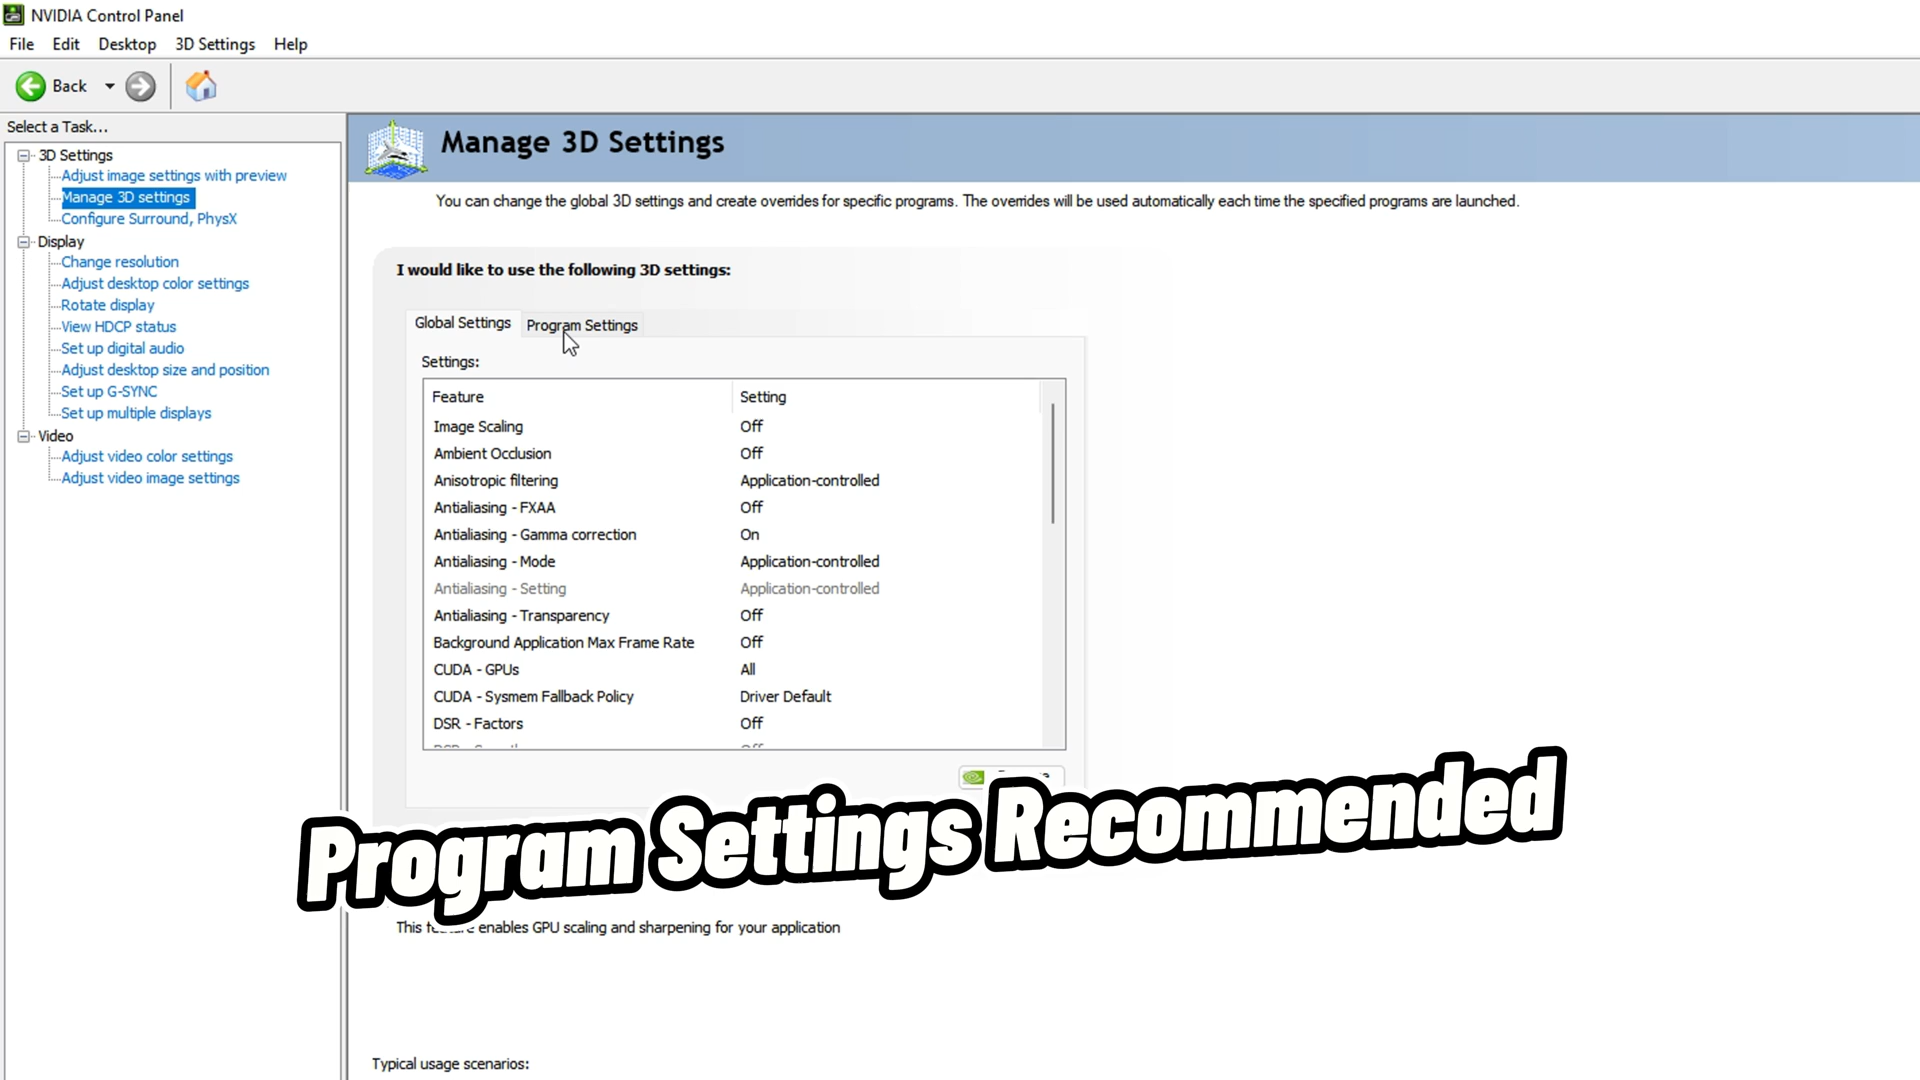 NVIDIA Control Panel
File Edit Desktop 3D Settings Help
Back
Select a Task...
3D Settings
Adjust image settings with preview
Manage 3D settings
Configure Surround, PhysX
Display
Change resolution
Adjust desktop color settings
Rotate display
View HDCP status
Set up digital audio
Adjust desktop size and position
Set up G-SYNC
Set up multiple displays
Video
Adjust video color settings
Adjust video image settings
Manage 3D Settings
You can change the global 3D settings and create overrides for specific programs. The overrides will be used automatically each time the specified programs are launched.
I would like to use the following 3D settings:
Global Settings Program Settings
Settings:
Feature Setting
Image Scaling Off
Ambient Occlusion Off
Anisotropic filtering Application-controlled
Antialiasing - FXAA Off
Antialiasing - Gamma correction On
Antialiasing - Mode Application-controlled
Antialiasing - Setting Application-controlled
Antialiasing - Transparency Off
Background Application Max Frame Rate Off
CUDA - GPUs All
CUDA - Sysmem Fallback Policy Driver Default
DSR - Factors Off
Program Settings Recommended
This enables GPU scaling and sharpening for your application
Typical usage scenarios: